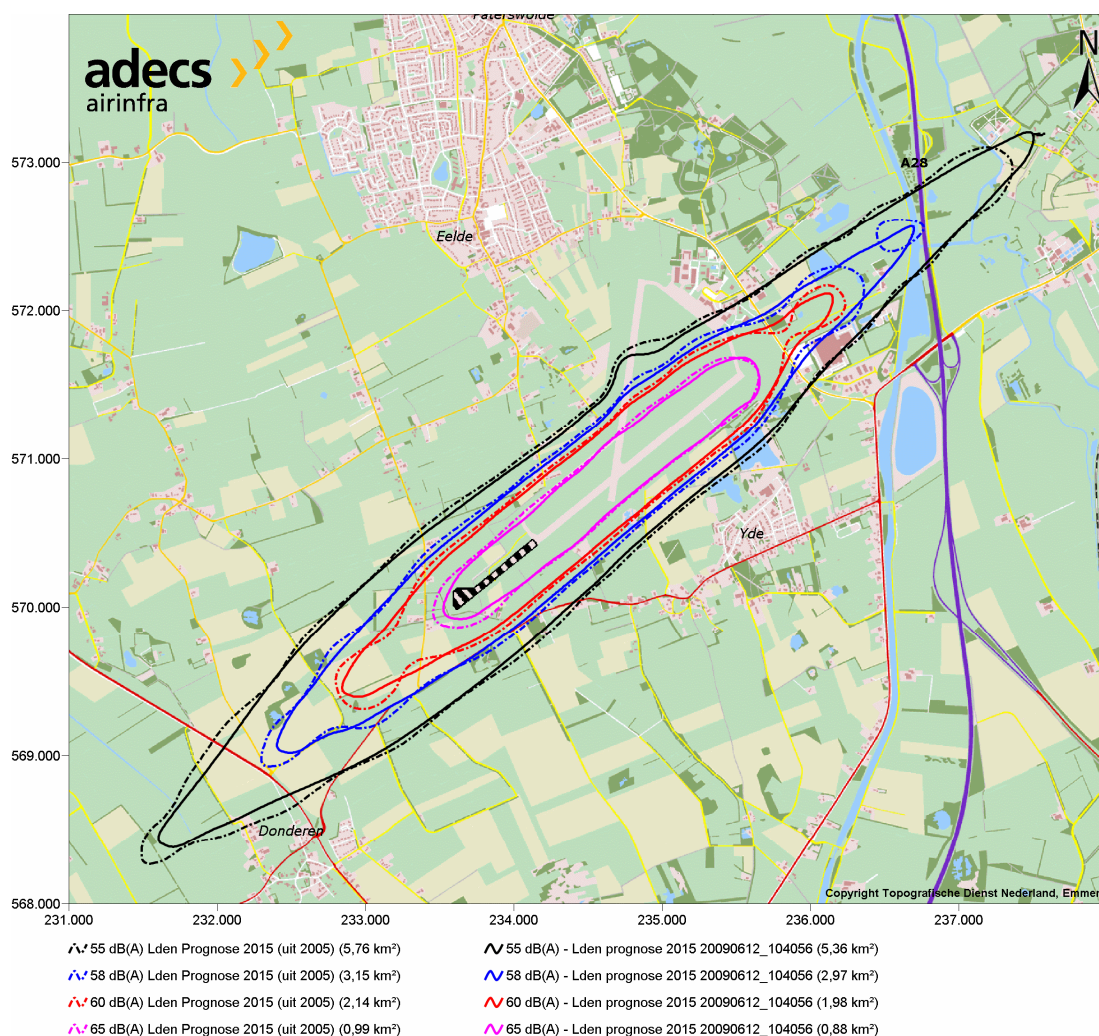 Paterswolde
adecs
airinfra
N
573.000
A28
Eelde
572.000
571.000
Yde
570.000
569.000
Donderen
568.000
Copyright Topografische Dienst Nederland, Emmen
231.000 232.000 233.000 234.000 235.000 236.000 237.000
55 dB(A) Lden Prognose 2015 (uit 2005) (5,76 km²) 55 dB(A) - Lden prognose 2015 20090612_104056 (5,36 km²)
58 dB(A) Lden Prognose 2015 (uit 2005) (3,15 km²) 58 dB(A) - Lden prognose 2015 20090612_104056 (2,97 km²)
60 dB(A) Lden Prognose 2015 (uit 2005) (2,14 km²) 60 dB(A) - Lden prognose 2015 20090612_104056 (1,98 km²)
65 dB(A) Lden Prognose 2015 (uit 2005) (0,99 km²) 65 dB(A) - Lden prognose 2015 20090612_104056 (0,88 km²)